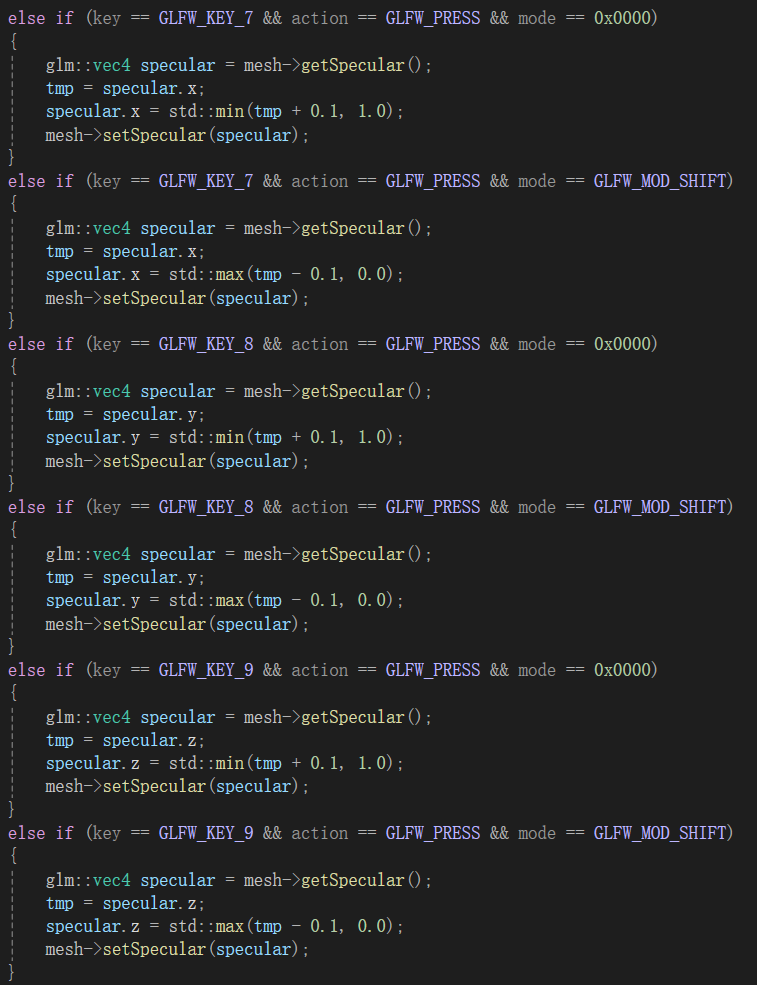 else if (key == GLFW_KEY_7 && action == GLFW_PRESS && mode == 0x0000)
{
    glm::vec4 specular = mesh->getSpecular();
    tmp = specular.x;
    specular.x = std::min(tmp + 0.1, 1.0);
    mesh->setSpecular(specular);
}
else if (key == GLFW_KEY_7 && action == GLFW_PRESS && mode == GLFW_MOD_SHIFT)
{
    glm::vec4 specular = mesh->getSpecular();
    tmp = specular.x;
    specular.x = std::max(tmp - 0.1, 0.0);
    mesh->setSpecular(specular);
}
else if (key == GLFW_KEY_8 && action == GLFW_PRESS && mode == 0x0000)
{
    glm::vec4 specular = mesh->getSpecular();
    tmp = specular.y;
    specular.y = std::min(tmp + 0.1, 1.0);
    mesh->setSpecular(specular);
}
else if (key == GLFW_KEY_8 && action == GLFW_PRESS && mode == GLFW_MOD_SHIFT)
{
    glm::vec4 specular = mesh->getSpecular();
    tmp = specular.y;
    specular.y = std::max(tmp - 0.1, 0.0);
    mesh->setSpecular(specular);
}
else if (key == GLFW_KEY_9 && action == GLFW_PRESS && mode == 0x0000)
{
    glm::vec4 specular = mesh->getSpecular();
    tmp = specular.z;
    specular.z = std::min(tmp + 0.1, 1.0);
    mesh->setSpecular(specular);
}
else if (key == GLFW_KEY_9 && action == GLFW_PRESS && mode == GLFW_MOD_SHIFT)
{
    glm::vec4 specular = mesh->getSpecular();
    tmp = specular.z;
    specular.z = std::max(tmp - 0.1, 0.0);
    mesh->setSpecular(specular);
}